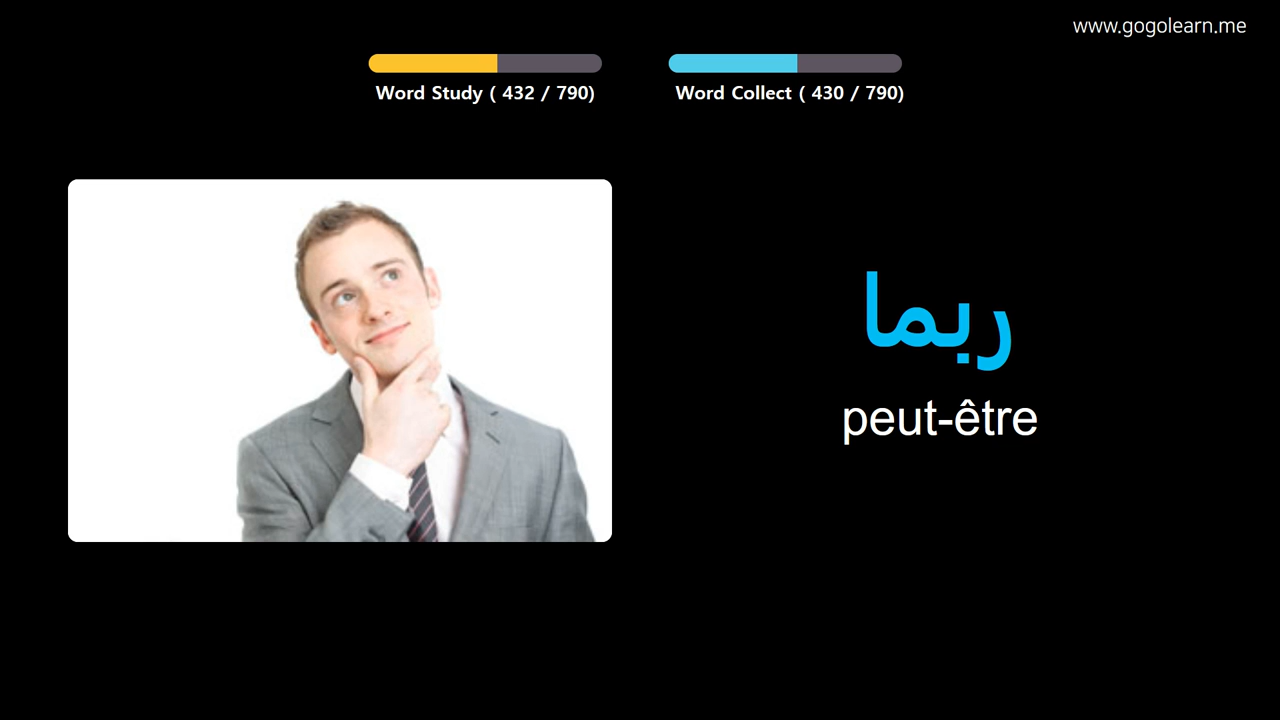 www.gogolearn.me
Word Study ( 432 / 790)
Word Collect ( 430 / 790)
ربما
peut-être